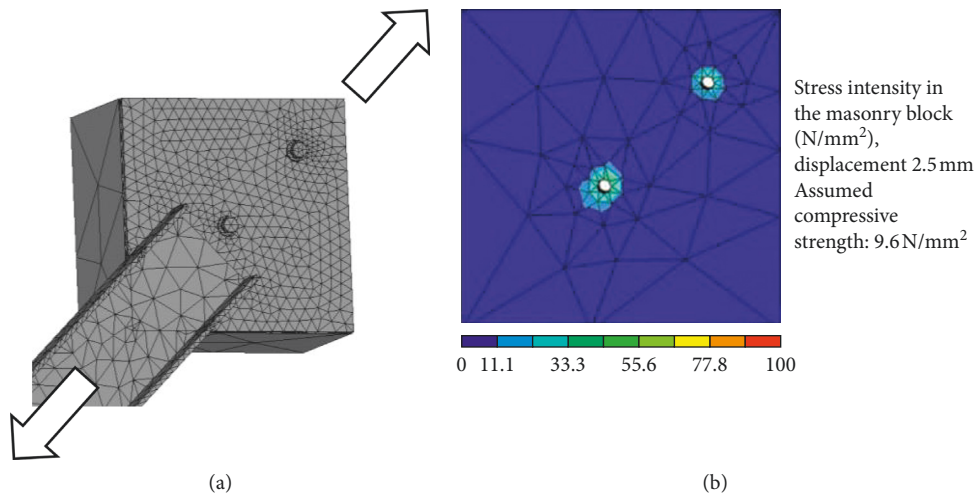 Stress intensity in
the masonry block
(N/mm²),
displacement 2.5 mm
Assumed
compressive
strength: 9.6 N/mm²
0 11.1 33.3 55.6 77.8 100
(a)
(b)